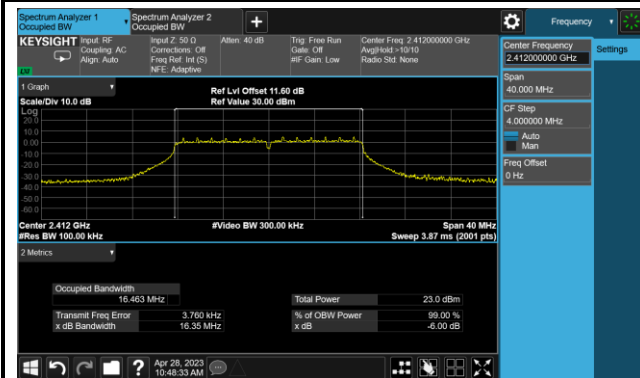 Spectrum Analyzer 1
Occupied BW
Spectrum Analyzer 2
Occupied BW
+
Frequency
KEYSIGHT
Input: RF
Coupling: AC
Align: Auto
Input Z: 50 Ω
Corrections: Off
Freq Ref: Int (S)
NFE: Adaptive
Atten: 40 dB
Trig: Free Run
Gate: Off
#IF Gain: Low
Center Freq: 2.412000000 GHz
Avg|Hold:>10/10
Radio Std: None
Center Frequency
2.412000000 GHz
Settings
Span
40.000 MHz
CF Step
4.000000 MHz
Auto
Man
Freq Offset
0 Hz
1 Graph
Scale/Div 10.0 dB
Ref Lvl Offset 11.60 dB
Ref Value 30.00 dBm
Log
20.0
10.0
0.00
-10.0
-20.0
-30.0
-40.0
-50.0
-60.0
Center 2.412 GHz
#Res BW 100.00 kHz
#Video BW 300.00 kHz
Span 40 MHz
Sweep 3.87 ms (2001 pts)
2 Metrics
Occupied Bandwidth
16.463 MHz
Total Power 23.0 dBm
Transmit Freq Error 3.760 kHz
% of OBW Power 99.00 %
x dB Bandwidth 16.35 MHz
x dB -6.00 dB
?
Apr 28, 2023
10:48:33 AM